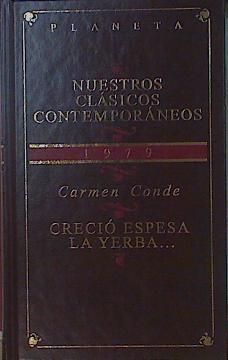 PLANETA
NUESTROS
CLÁSICOS
CONTEMPORÁNEOS
1979
Carmen Conde
CRECIÓ ESPESA
LA YERBA...